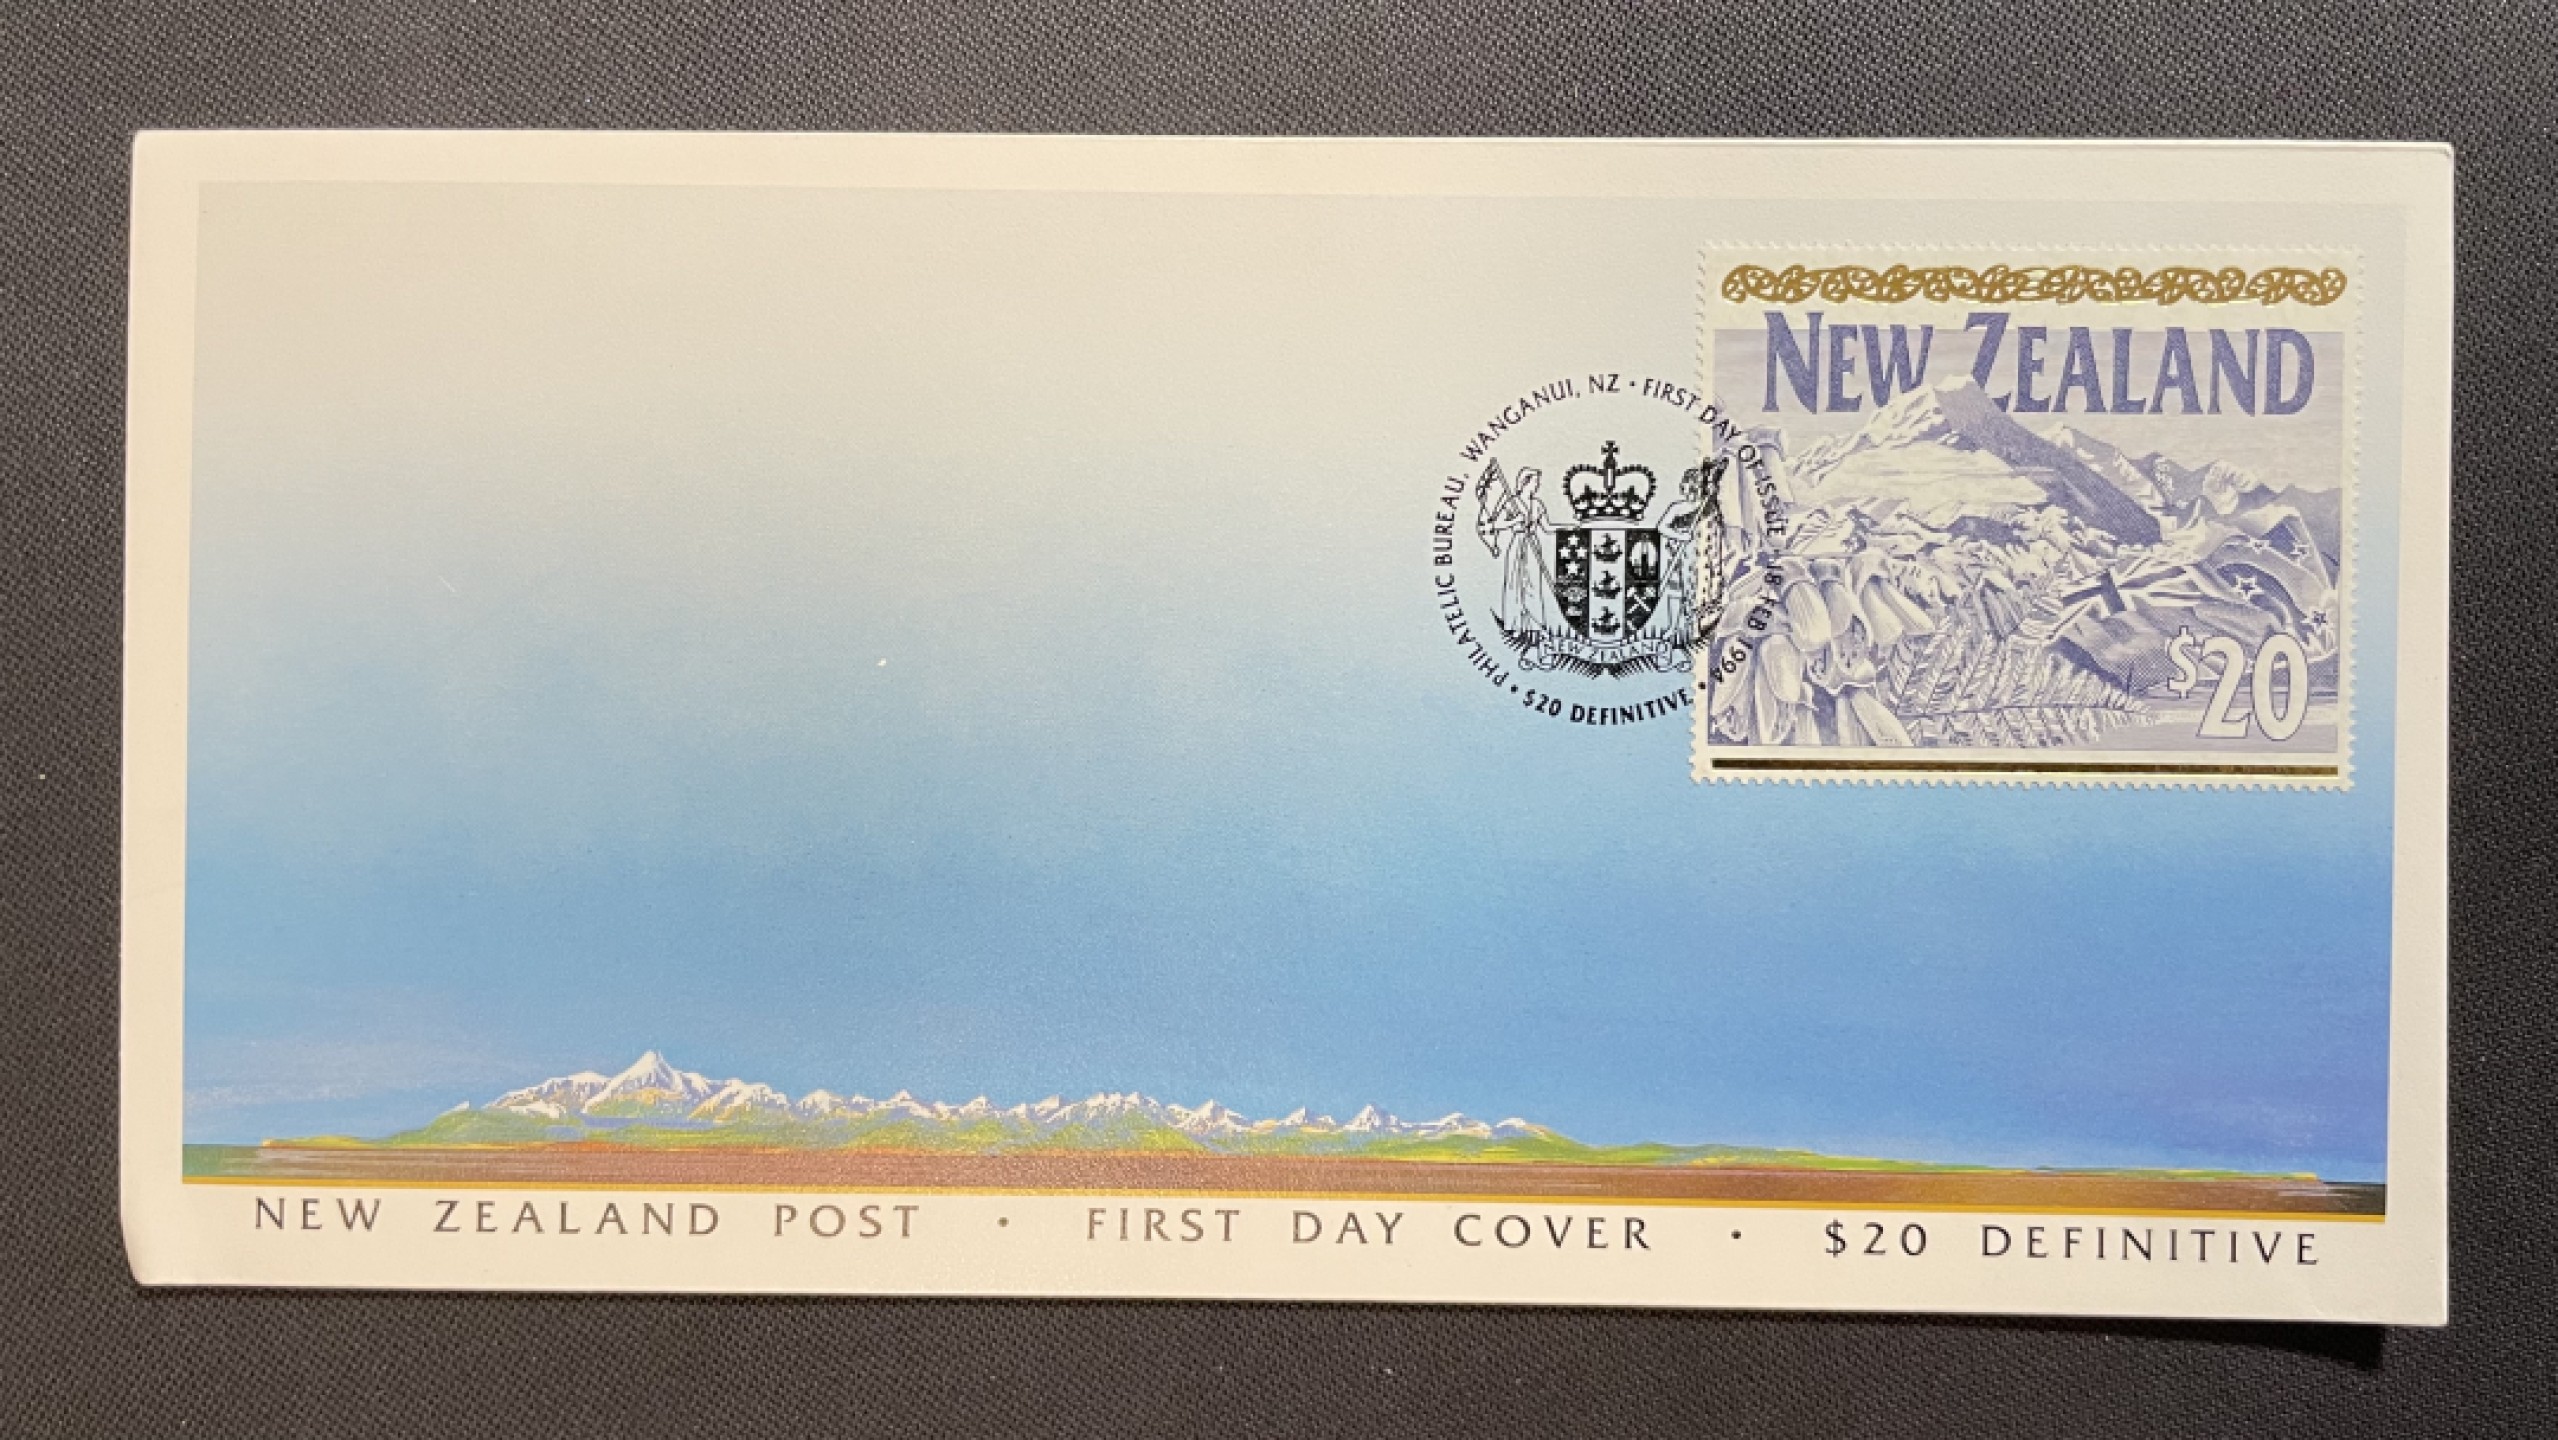 NEW ZEALAND
$20
PHILATELIC BUREAU, WANGANUI, NZ • FIRST DAY OF ISSUE • 18 FEB 1994 • $20 DEFINITIVE •
NEW ZEALAND
NEW ZEALAND POST • FIRST DAY COVER • $20 DEFINITIVE